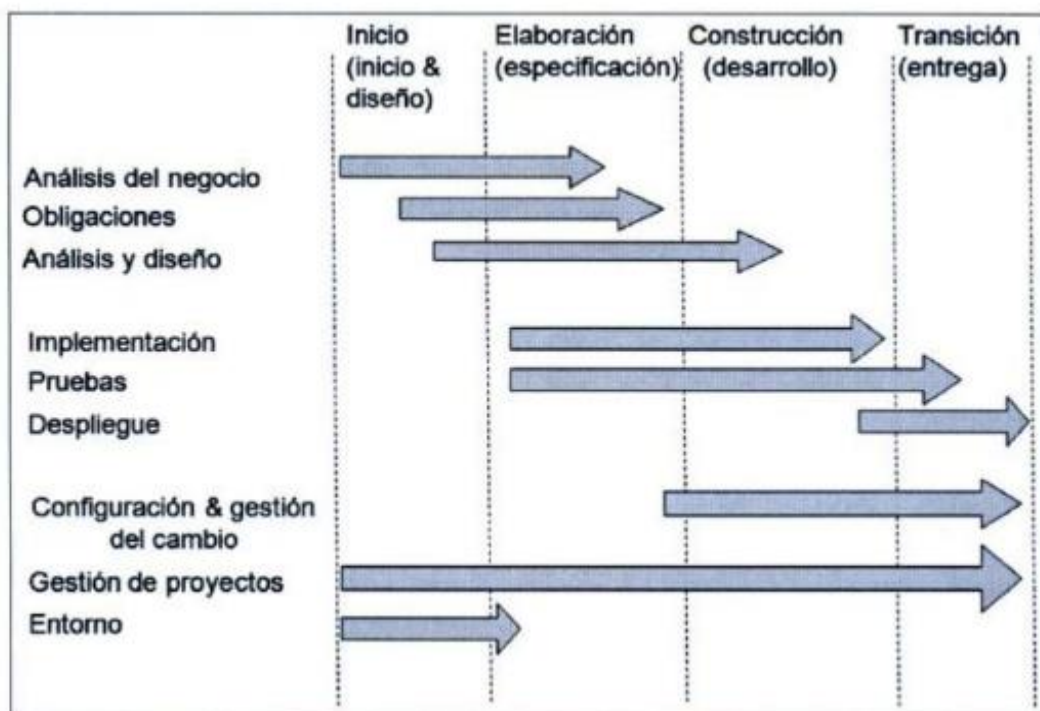 Inicio
(inicio &
diseño)
Elaboración
(especificación)
Construcción
(desarrollo)
Transición
(entrega)
Análisis del negocio
Obligaciones
Análisis y diseño
Implementación
Pruebas
Despliegue
Configuración & gestión
del cambio
Gestión de proyectos
Entorno